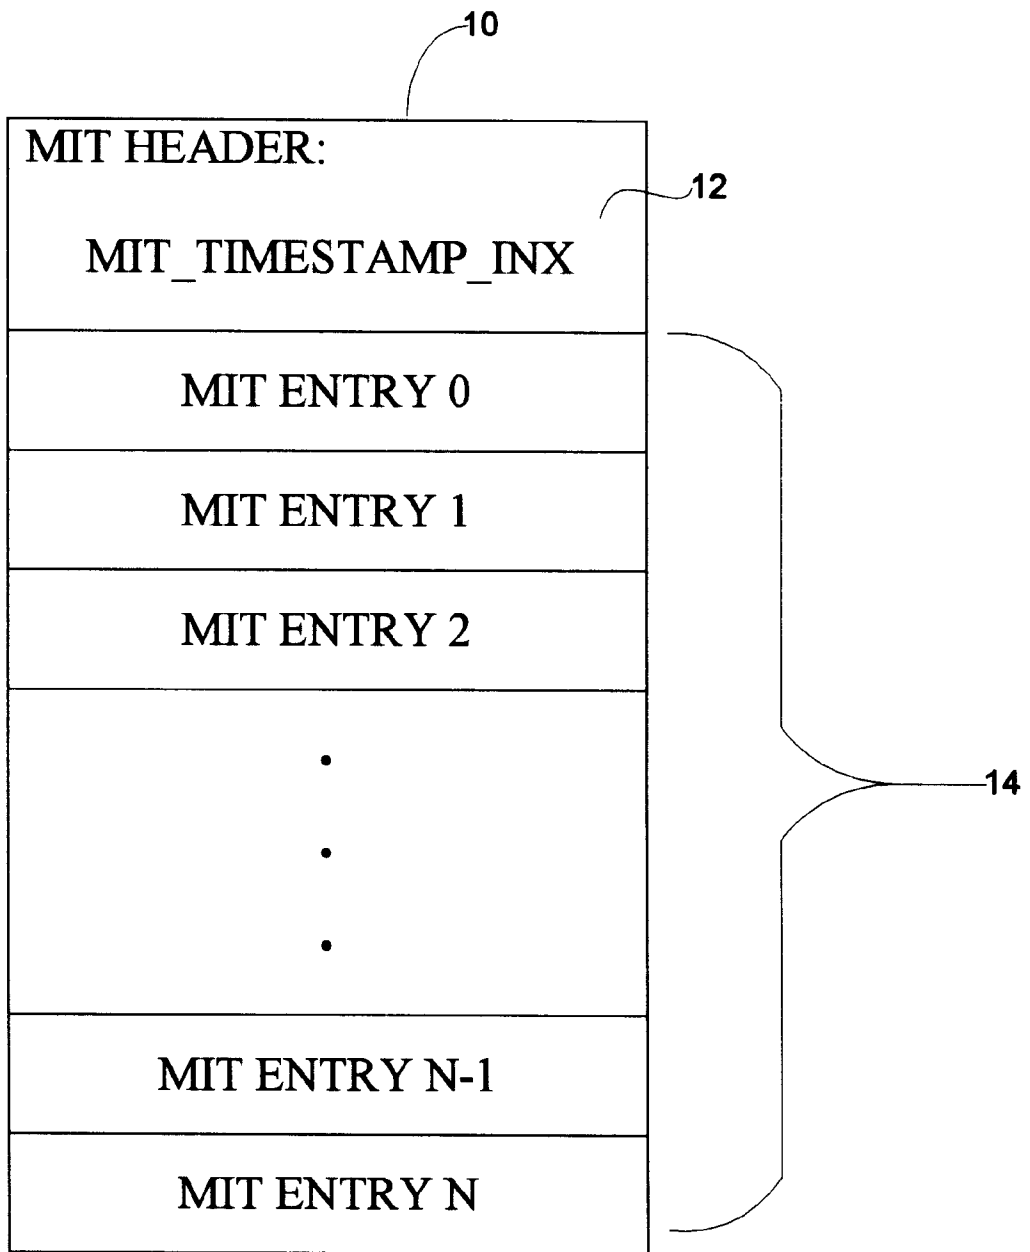 10
MIT HEADER:
12
MIT_TIMESTAMP_INX
MIT ENTRY 0
MIT ENTRY 1
MIT ENTRY 2
14
MIT ENTRY N-1
MIT ENTRY N